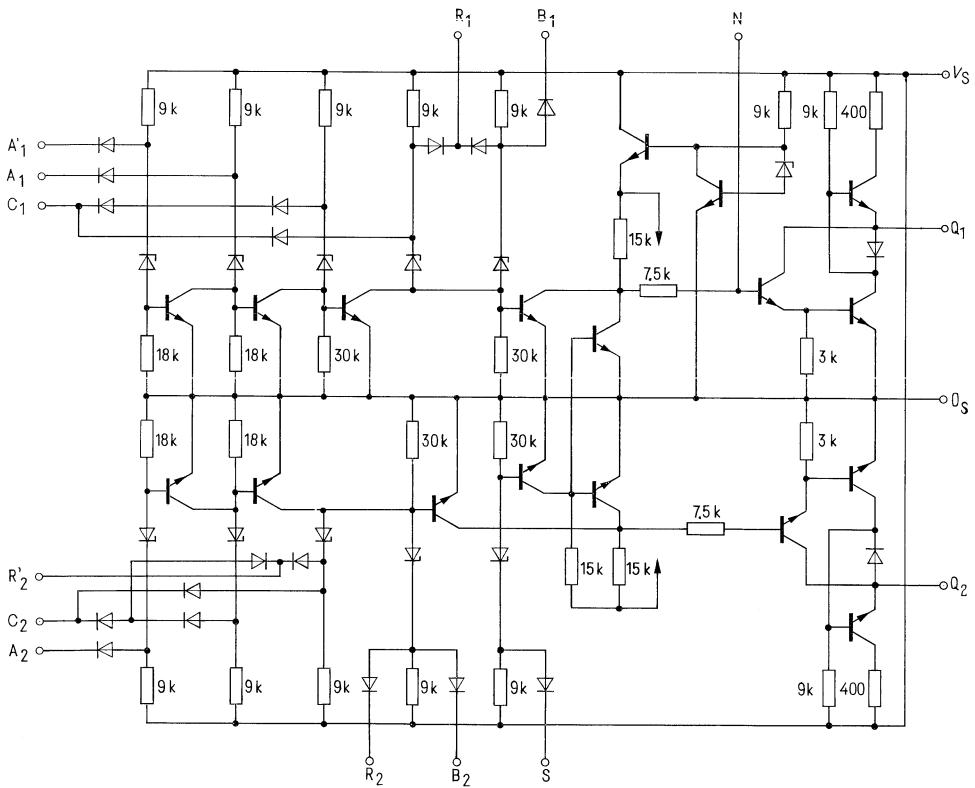 R₁ B₁ N
V_S
9k 9k 9k 9k 9k 9k 9k 400
A'₁
A₁
C₁
Q₁
15k
7.5k
18k 18k 30k 30k 3k
0_S
18k 18k 30k 30k 3k
7.5k
15k 15k
R'₂
Q₂
C₂
A₂
9k 9k 9k 9k 9k 9k 400
R₂ B₂ S